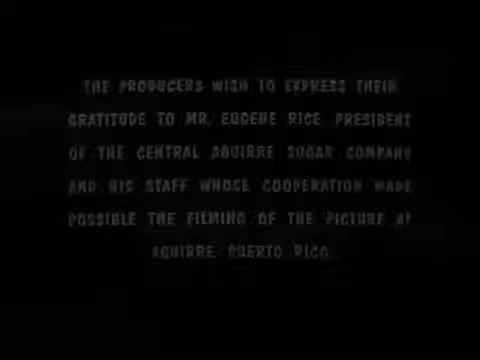 THE PRODUCERS WISH TO EXPRESS THEIR
GRATITUDE TO MR. EUGENE RICE, PRESIDENT
OF THE CENTRAL AGUIRRE SUGAR COMPANY
AND HIS STAFF WHOSE COOPERATION MADE
POSSIBLE THE FILMING OF THE PICTURE AT
AGUIRRE, PUERTO RICO